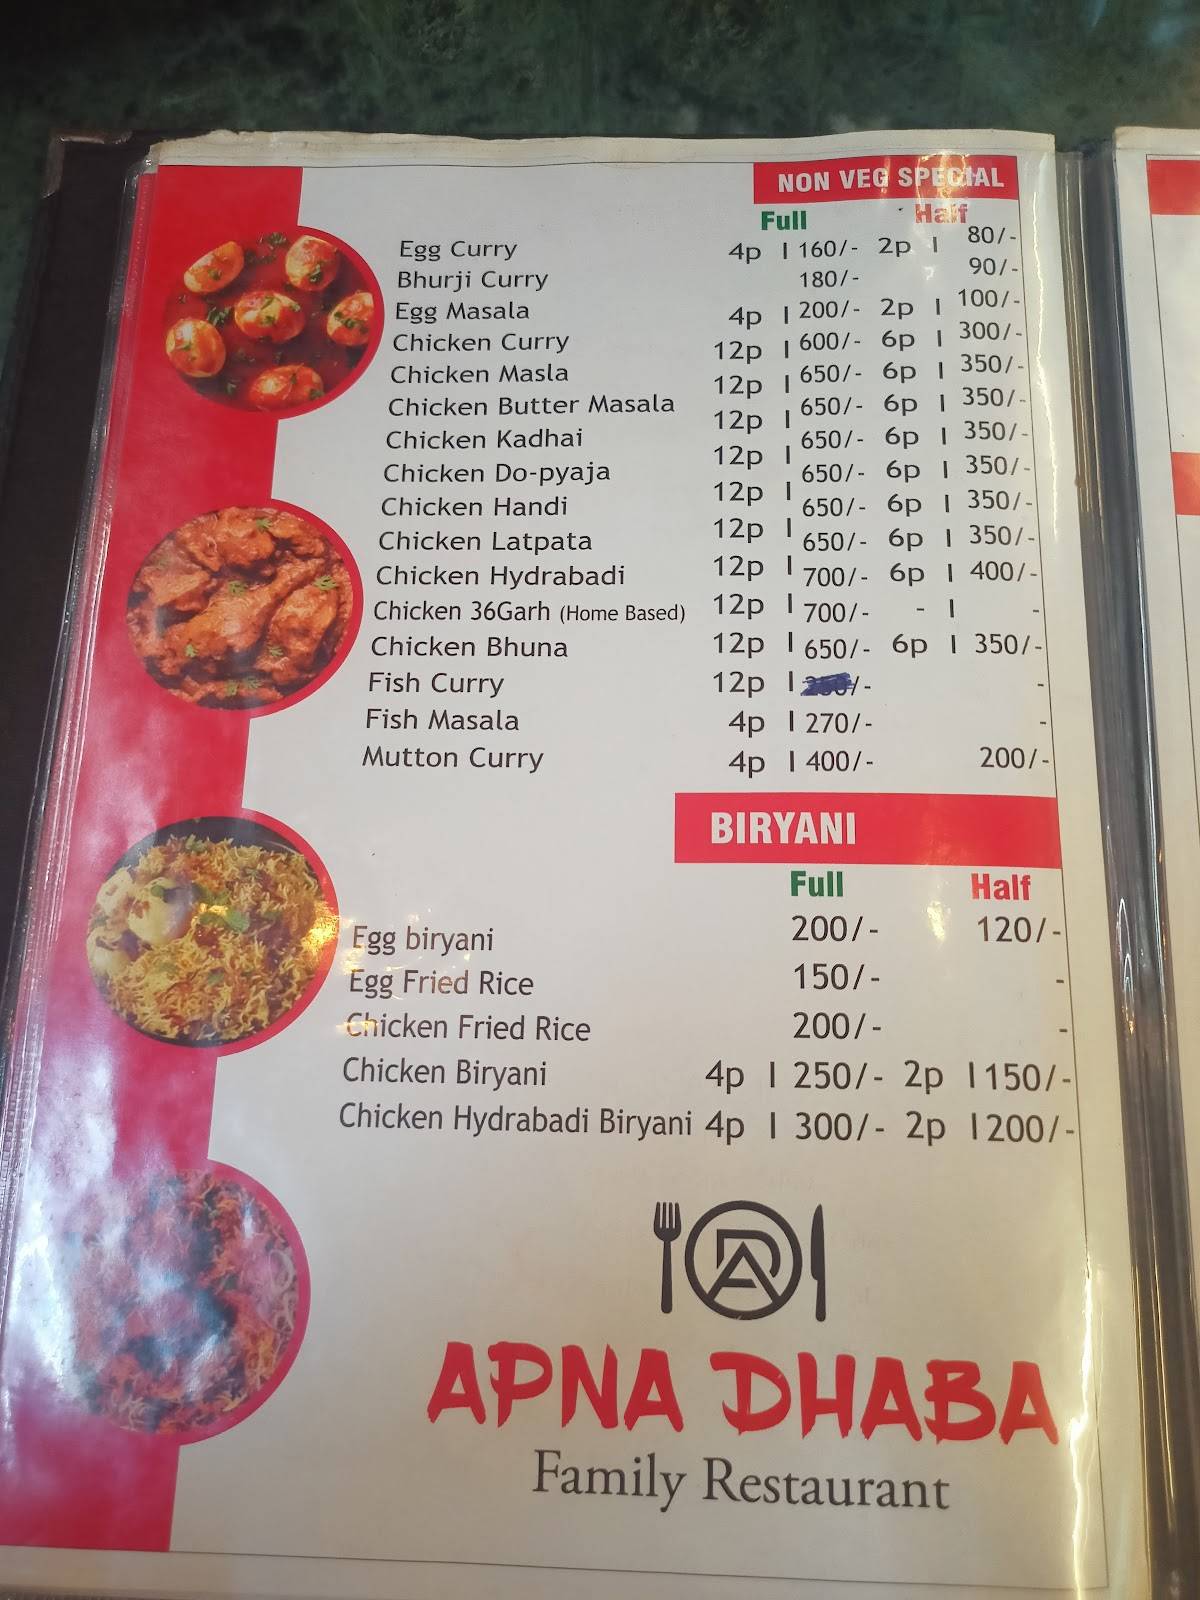 NON VEG SPECIAL
Full Half
Egg Curry 4p I 160/- 2p I 80/-
Bhurji Curry 180/- 90/-
Egg Masala 4p I 200/- 2p I 100/-
Chicken Curry 12p I 600/- 6p I 300/-
Chicken Masla 12p I 650/- 6p I 350/-
Chicken Butter Masala 12p I 650/- 6p I 350/-
Chicken Kadhai 12p I 650/- 6p I 350/-
Chicken Do-pyaja 12p I 650/- 6p I 350/-
Chicken Handi 12p I 650/- 6p I 350/-
Chicken Latpata 12p I 650/- 6p I 350/-
Chicken Hydrabadi 12p I 700/- 6p I 400/-
Chicken 36Garh (Home Based) 12p I 700/- - I -
Chicken Bhuna 12p I 650/- 6p I 350/-
Fish Curry I /- -
Fish Masala 4p I 270/- -
Mutton Curry 4p I 400/- 200/-
BIRYANI
Full Half
Egg biryani 200/- 120/-
Egg Fried Rice 150/- -
Chicken Fried Rice 200/- -
Chicken Biryani 4p I 250/- 2p I 150/-
Chicken Hydrabadi Biryani 4p I 300/- 2p I 200/-
APNA DHABA
Family Restaurant